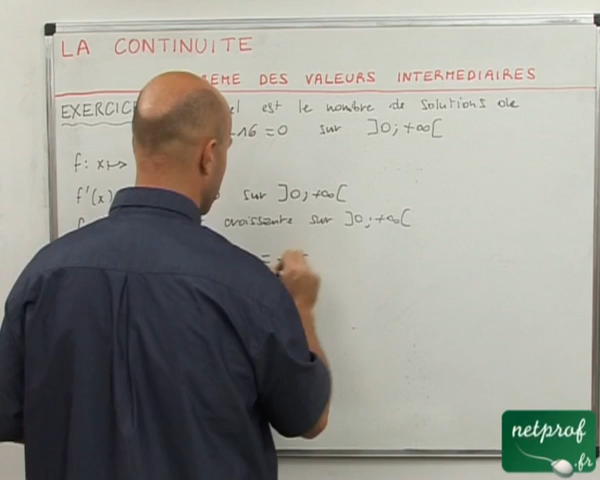 LA CONTINUITE
EME DES VALEURS INTERMEDIAIRES
EXERCIC el est le nombre de solutions de
-16 = 0 sur ]0; +∞[
f: x ↦
f'(x) sur ]0; +∞[
croissante sur ]0; +∞[
=
netprof
.fr